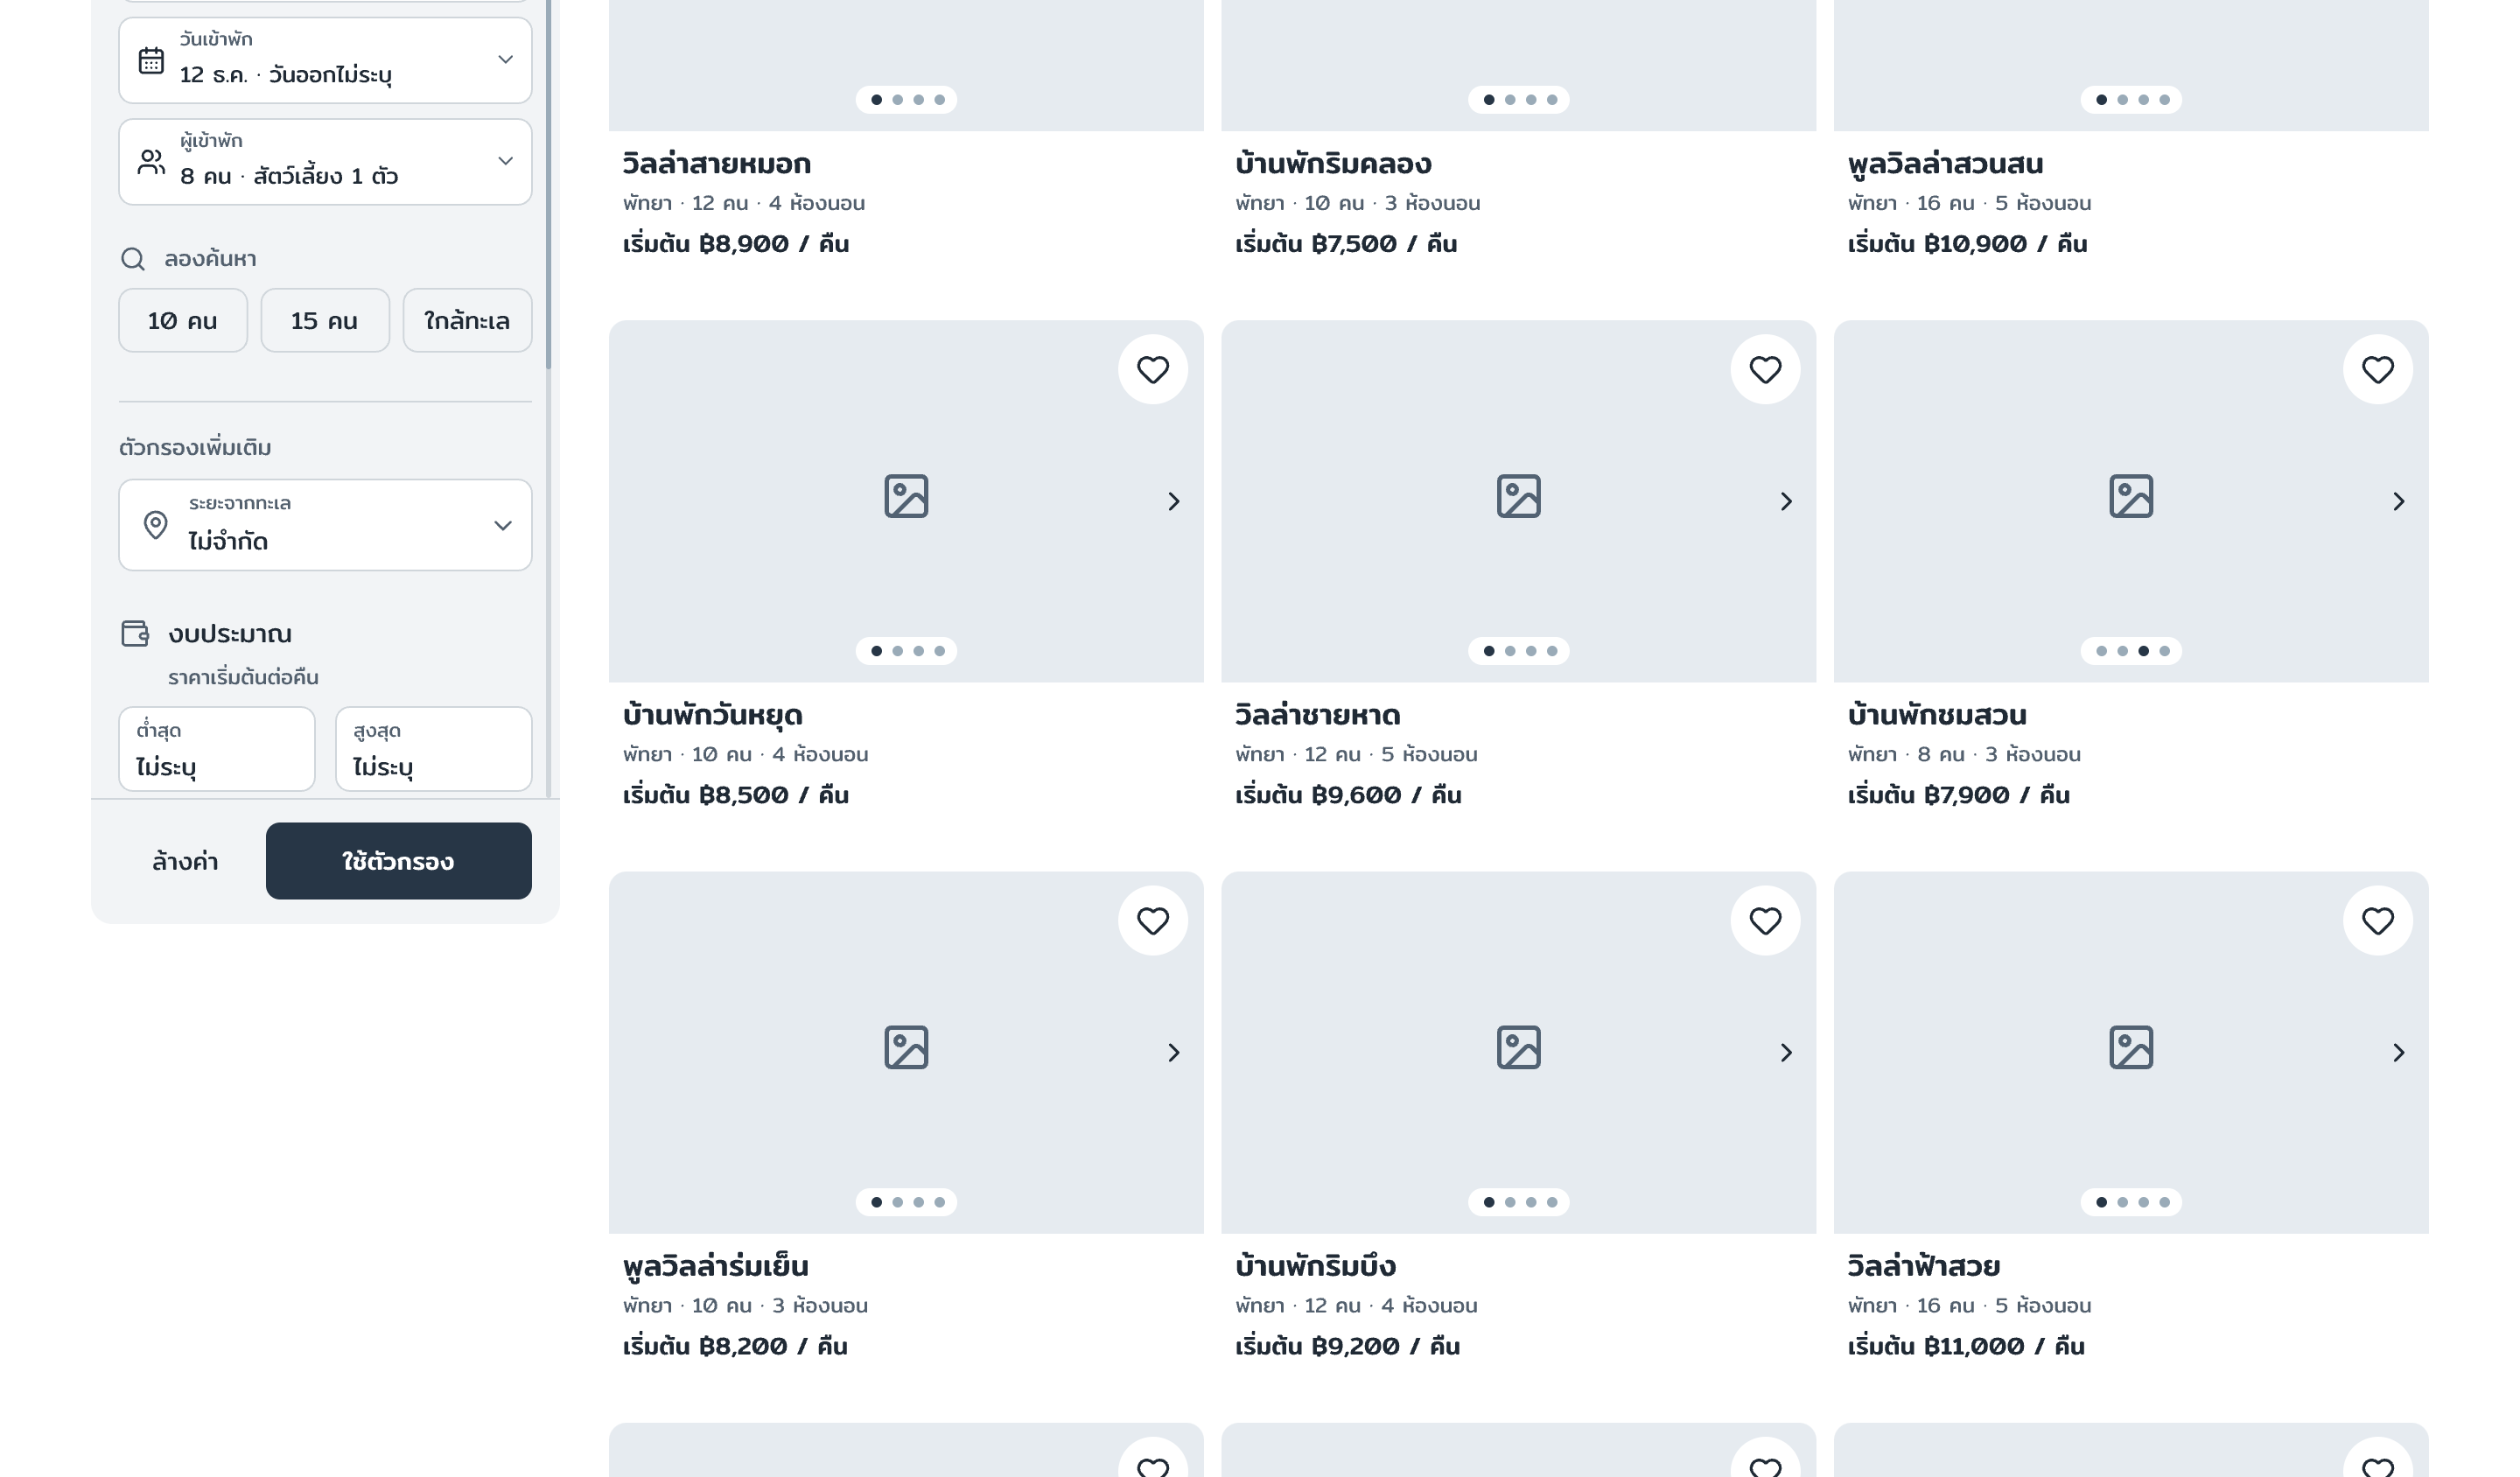 วันเข้าพัก
12 ธ.ค. · วันออกไม่ระบุ
ผู้เข้าพัก
8 คน · สัตว์เลี้ยง 1 ตัว
ลองค้นหา
10 คน
15 คน
ใกล้ทะเล
ตัวกรองเพิ่มเติม
ระยะจากทะเล
ไม่จำกัด
งบประมาณ
ราคาเริ่มต้นต่อคืน
ต่ำสุด
ไม่ระบุ
สูงสุด
ไม่ระบุ
ล้างค่า
ใช้ตัวกรอง
วิลล่าสายหมอก
พัทยา · 12 คน · 4 ห้องนอน
เริ่มต้น ฿8,900 / คืน
บ้านพักริมคลอง
พัทยา · 10 คน · 3 ห้องนอน
เริ่มต้น ฿7,500 / คืน
พูลวิลล่าสวนสน
พัทยา · 16 คน · 5 ห้องนอน
เริ่มต้น ฿10,900 / คืน
บ้านพักวันหยุด
พัทยา · 10 คน · 4 ห้องนอน
เริ่มต้น ฿8,500 / คืน
วิลล่าชายหาด
พัทยา · 12 คน · 5 ห้องนอน
เริ่มต้น ฿9,600 / คืน
บ้านพักชมสวน
พัทยา · 8 คน · 3 ห้องนอน
เริ่มต้น ฿7,900 / คืน
พูลวิลล่าร่มเย็น
พัทยา · 10 คน · 3 ห้องนอน
เริ่มต้น ฿8,200 / คืน
บ้านพักริมบึง
พัทยา · 12 คน · 4 ห้องนอน
เริ่มต้น ฿9,200 / คืน
วิลล่าฟ้าสวย
พัทยา · 16 คน · 5 ห้องนอน
เริ่มต้น ฿11,000 / คืน